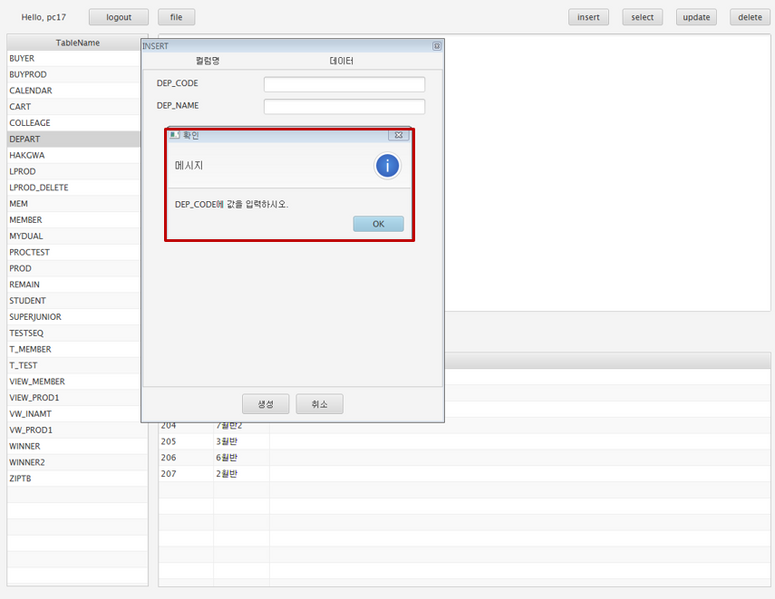 Hello, pc17 logout file insert select update delete
TableName
BUYER
BUYPROD
CALENDAR
CART
COLLEAGE
DEPART
HAKGWA
LPROD
LPROD_DELETE
MEM
MEMBER
MYDUAL
PROCTEST
PROD
REMAIN
STUDENT
SUPERJUNIOR
TESTSEQ
T_MEMBER
T_TEST
VIEW_MEMBER
VIEW_PROD1
VW_INAMT
VW_PROD1
WINNER
WINNER2
ZIPTB
INSERT
컬럼명 데이터
DEP_CODE
DEP_NAME
확인
메시지
DEP_CODE에 값을 입력하시오.
OK
생성 취소
204 7월반2
205 3월반
206 6월반
207 2월반